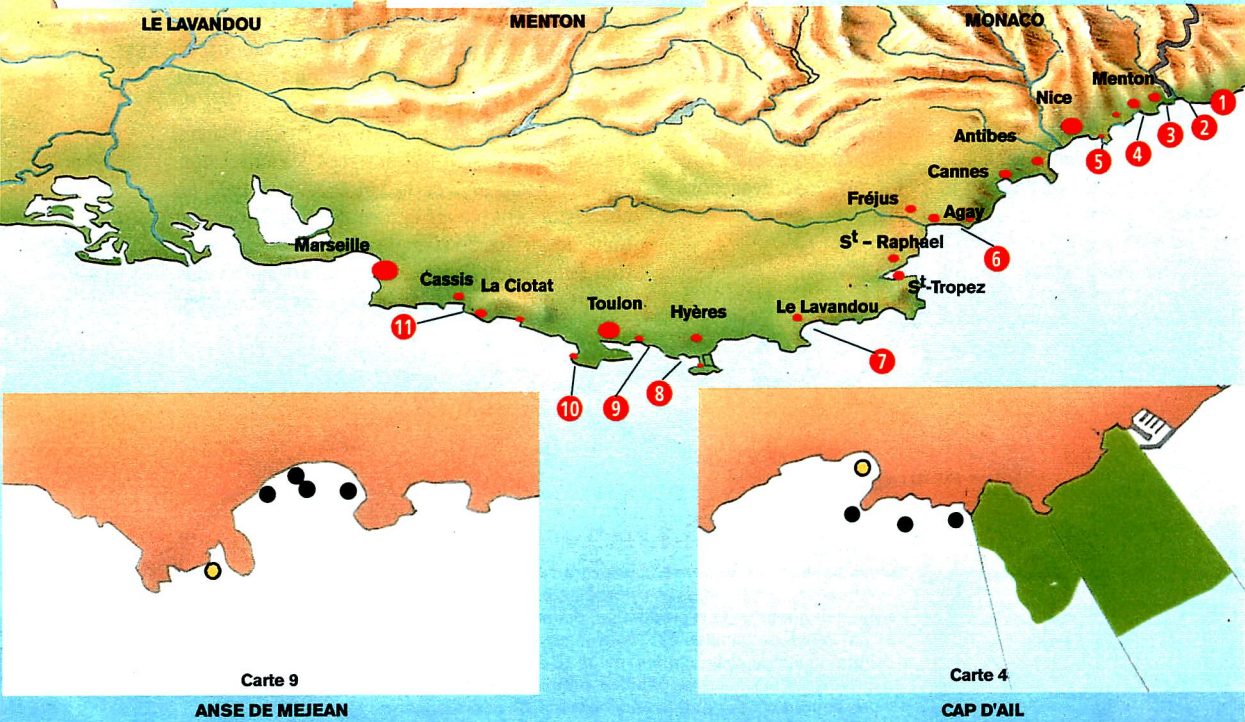 LE LAVANDOU
MENTON
MONACO
Menton
Nice
1
2
3
4
5
Antibes
Cannes
Fréjus
Agay
St – Raphael
6
St-Tropez
Marseille
Cassis
La Ciotat
Toulon
Hyères
Le Lavandou
11
7
8
9
10
Carte 9
ANSE DE MEJEAN
Carte 4
CAP D'AIL